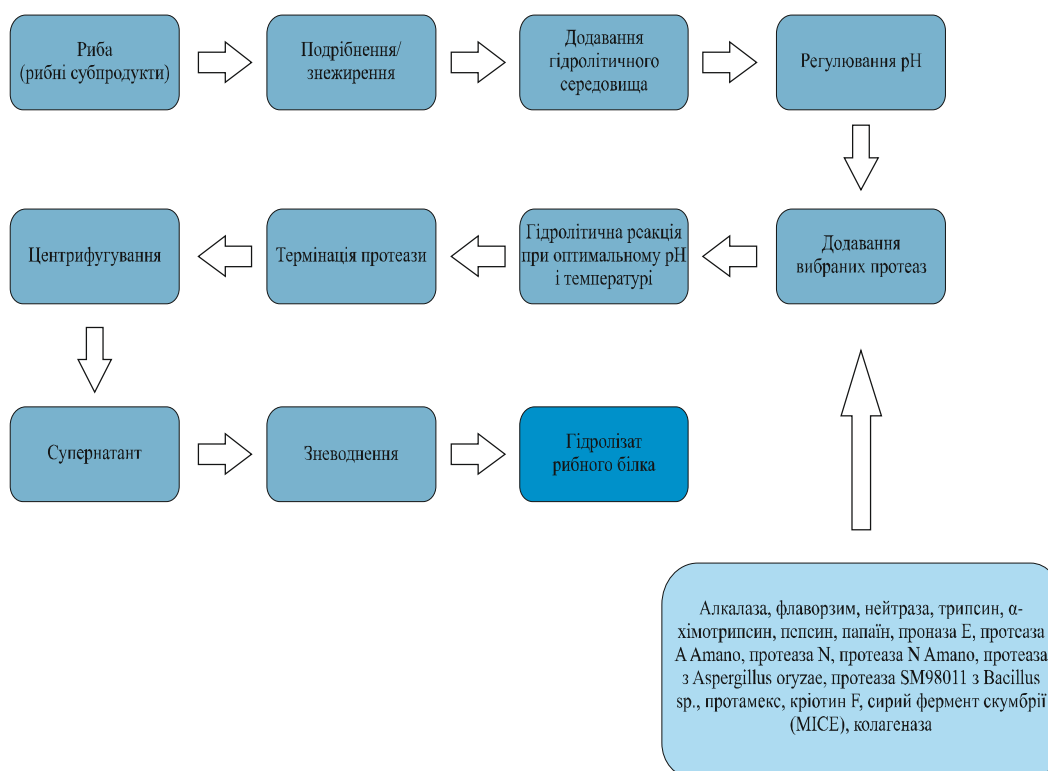 Риба
(рибні субпродукти)
Подрібнення/
знежирення
Додавання
гідролітичного
середовища
Регулювання pH
Додавання
вибраних протеаз
Гідролітична реакція
при оптимальному pH
і температурі
Термінація протеази
Центрифугування
Супернатант
Зневоднення
Гідролізат
рибного білка
Алкалаза, флаворзим, нейтраза, трипсин, α-
хімотрипсин, пепсин, папаїн, проназа Е, протеаза
A Amano, протеаза N, протеаза N Amano, протеаза
з Aspergillus oryzae, протеаза SM98011 з Bacillus
sp., протамекс, кріотин F, сирий фермент скумбрії
(MICE), колагеназа